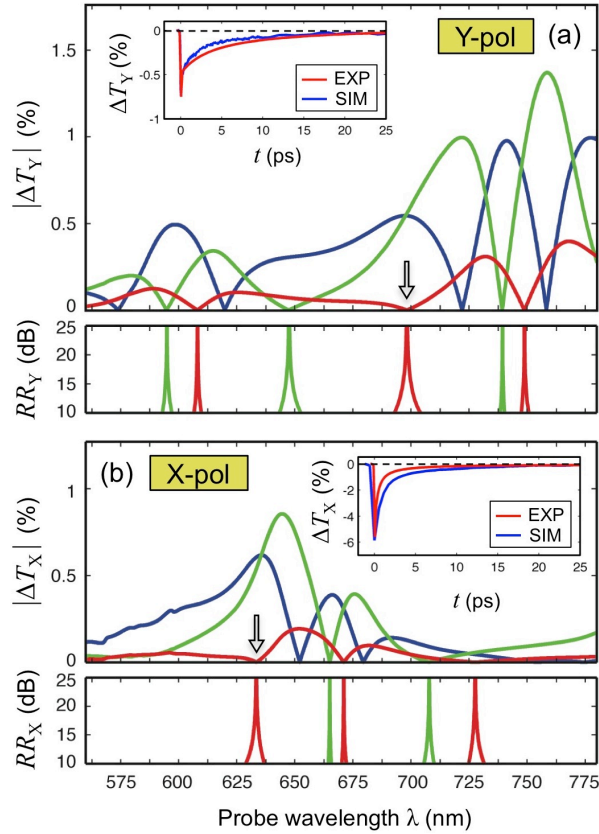 Y-pol (a)
|ΔT_Y| (%)
1.5
1
0.5
0
ΔT_Y (%)
0
-0.5
-1
EXP
SIM
0 5 10 15 20 25
t (ps)
RR_Y (dB)
25
20
15
10
(b) X-pol
|ΔT_X| (%)
1
0.5
0
ΔT_X (%)
0
-2
-4
-6
EXP
SIM
0 5 10 15 20 25
t (ps)
RR_X (dB)
25
20
15
10
575 600 625 650 675 700 725 750 775
Probe wavelength λ (nm)